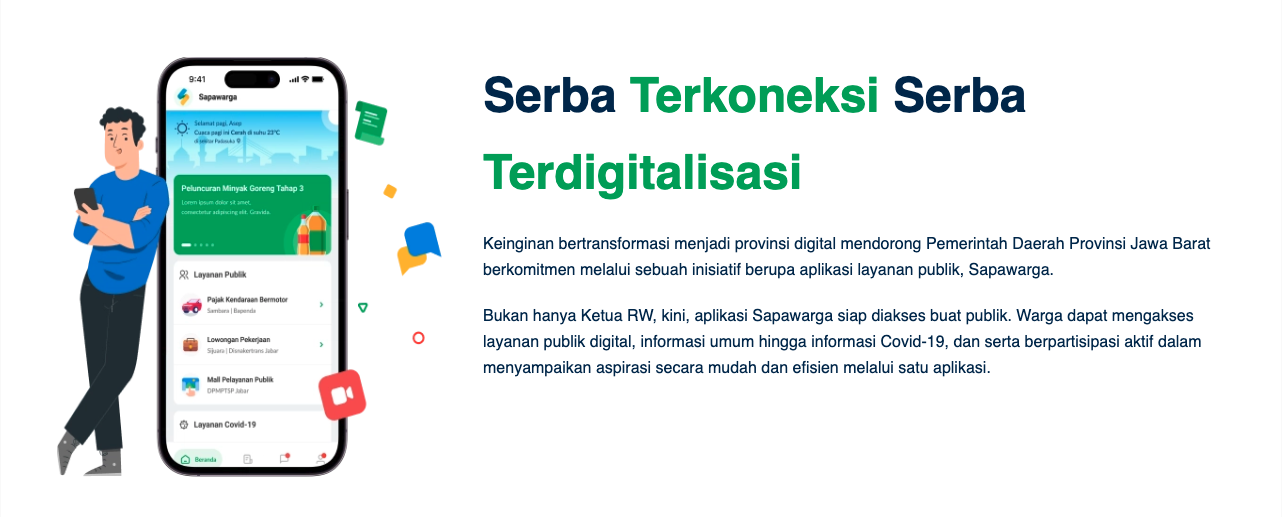 9:41
Sapawarga
Selamat pagi, Asep
Cuaca pagi ini Cerah di suhu 23°C
di sekitar Pedasuka
Peluncuran Minyak Goreng Tahap 3
Lorem ipsum dolor sit smet,
consectetur adipiscing elit. Gravida.
Layanan Publik
Pajak Kendaraan Bermotor
Sambara | Bapenda
Lowongan Pekerjaan
Sijuara | Disnakertrans Jabar
Mall Pelayanan Publik
DPMPTSP Jabar
Layanan Covid-19
Beranda
Serba Terkoneksi Serba
Terdigitalisasi
Keinginan bertransformasi menjadi provinsi digital mendorong Pemerintah Daerah Provinsi Jawa Barat
berkomitmen melalui sebuah inisiatif berupa aplikasi layanan publik, Sapawarga.
Bukan hanya Ketua RW, kini, aplikasi Sapawarga siap diakses buat publik. Warga dapat mengakses
layanan publik digital, informasi umum hingga informasi Covid-19, dan serta berpartisipasi aktif dalam
menyampaikan aspirasi secara mudah dan efisien melalui satu aplikasi.